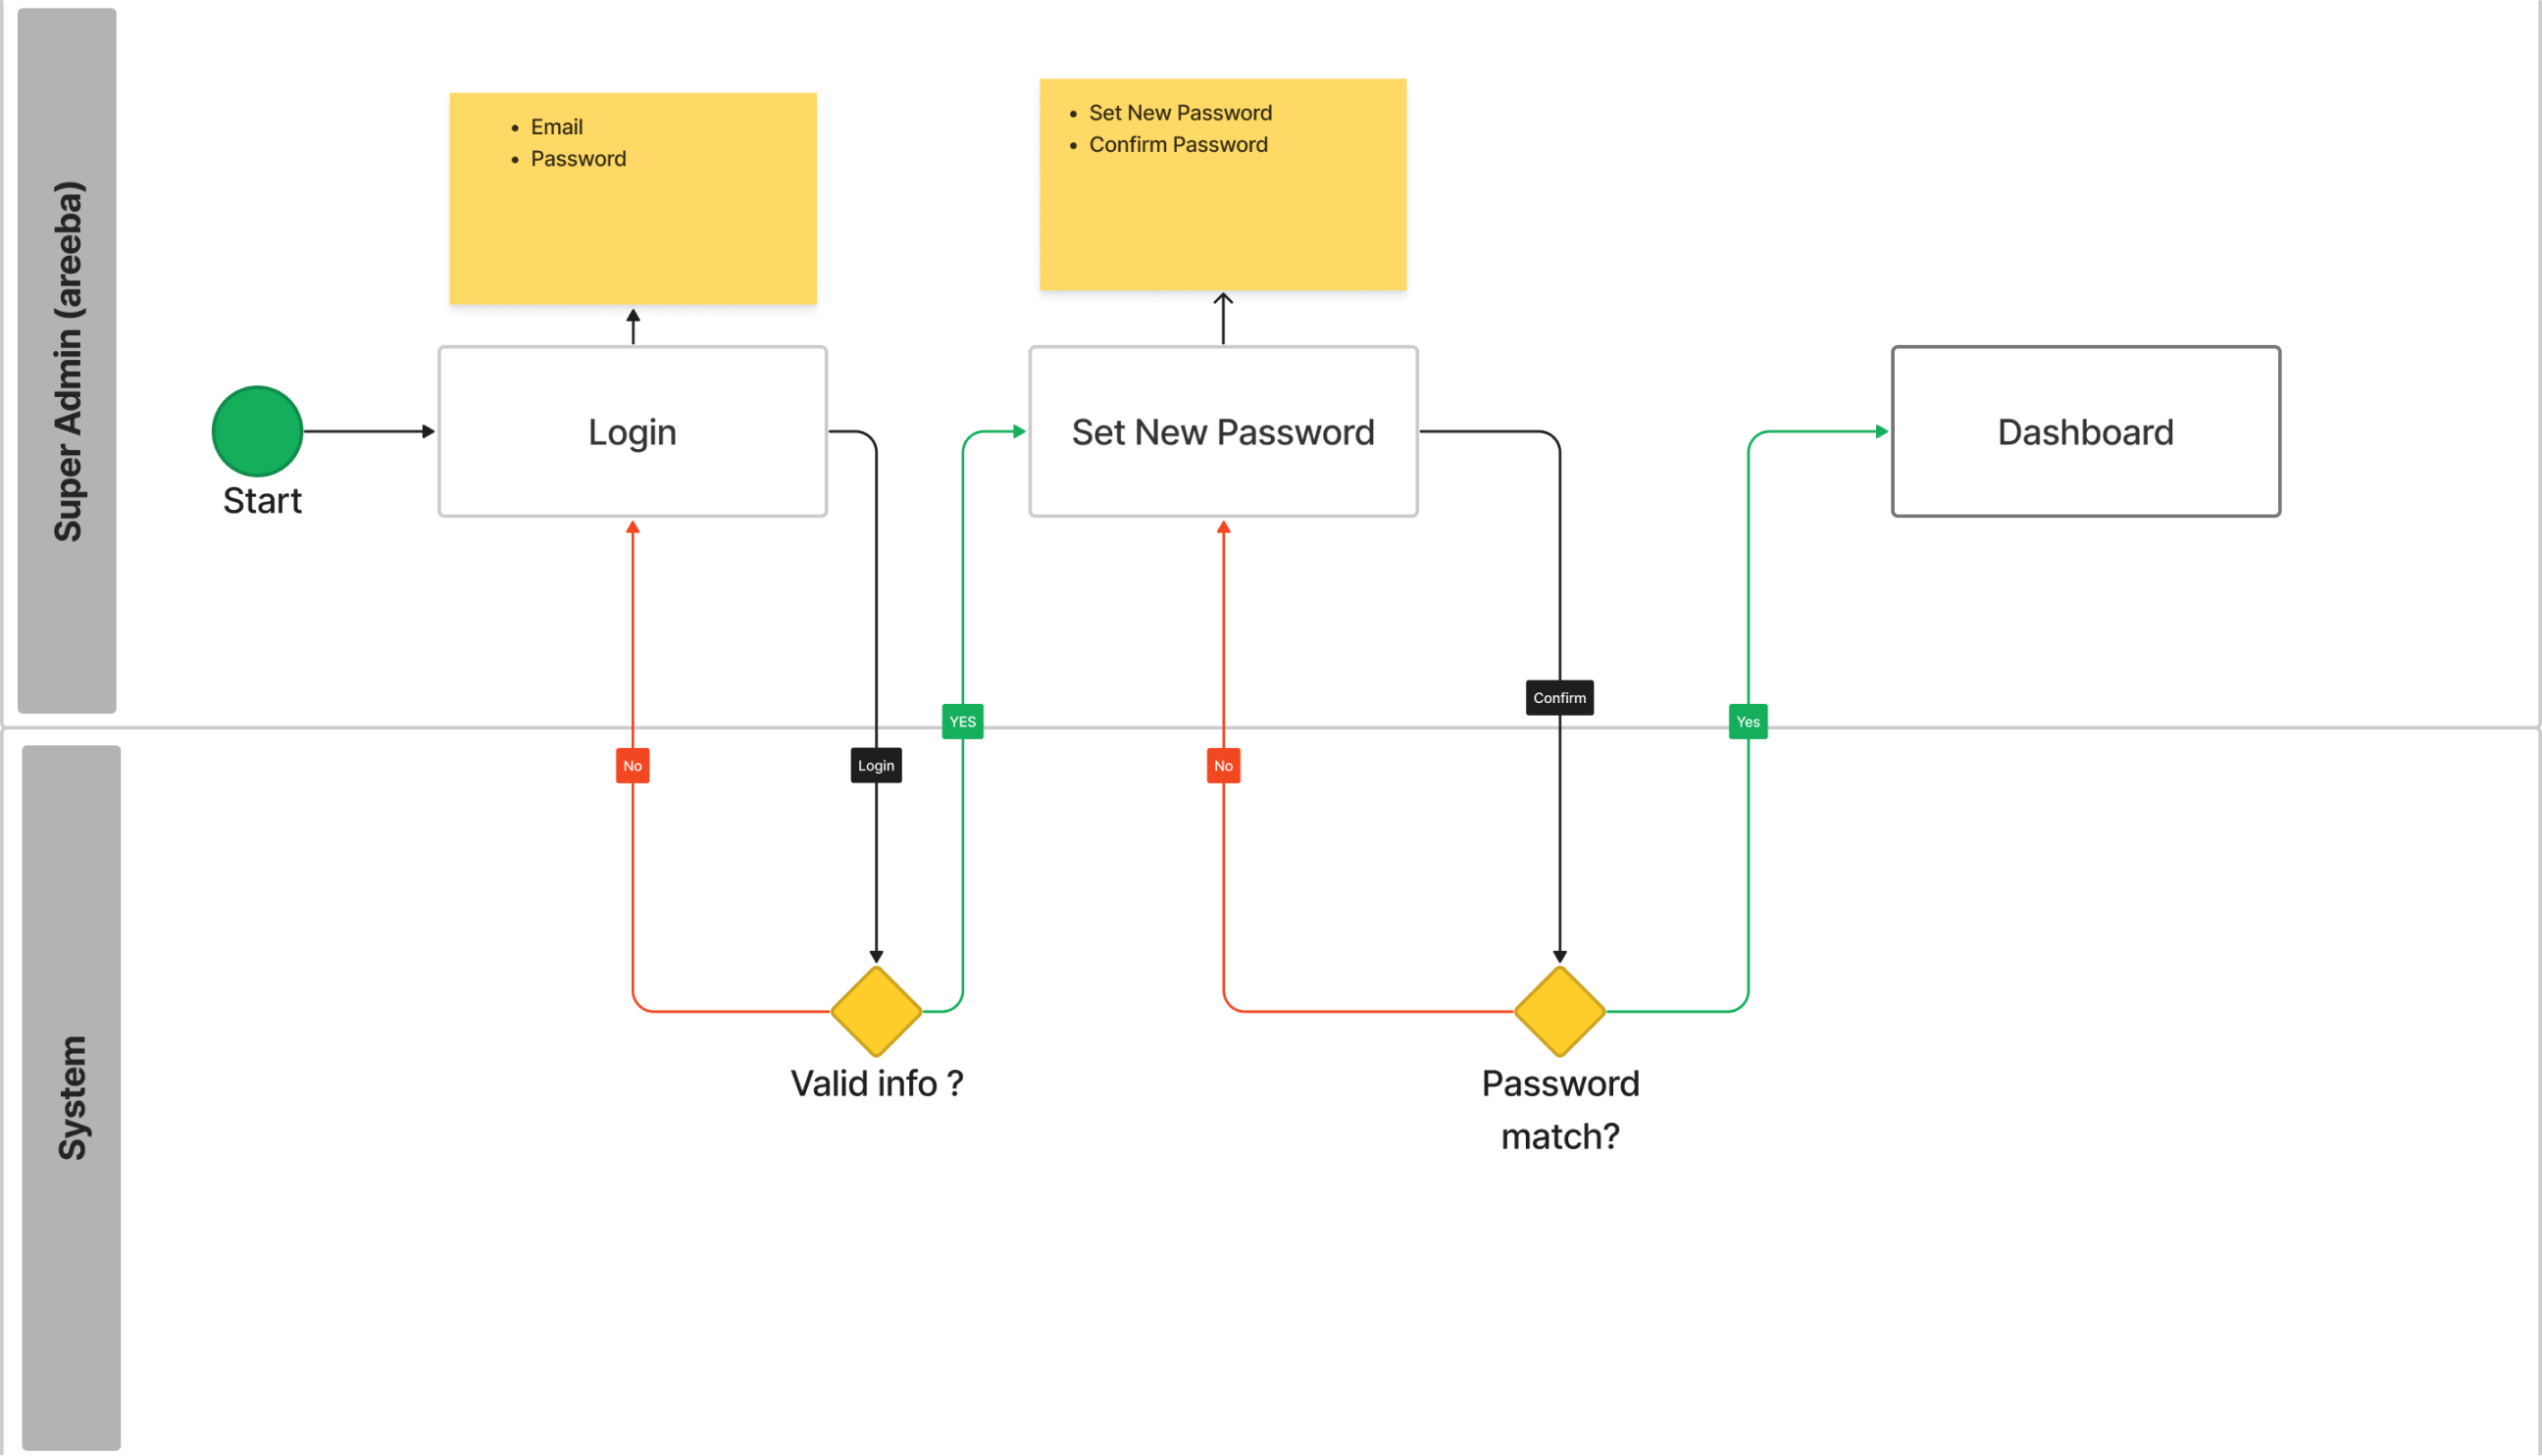 Super Admin (areeba)
• Email
• Password
• Set New Password
• Confirm Password
Start
Login
Set New Password
Dashboard
Confirm
YES
Yes
No
Login
No
System
Valid info ?
Password
match?